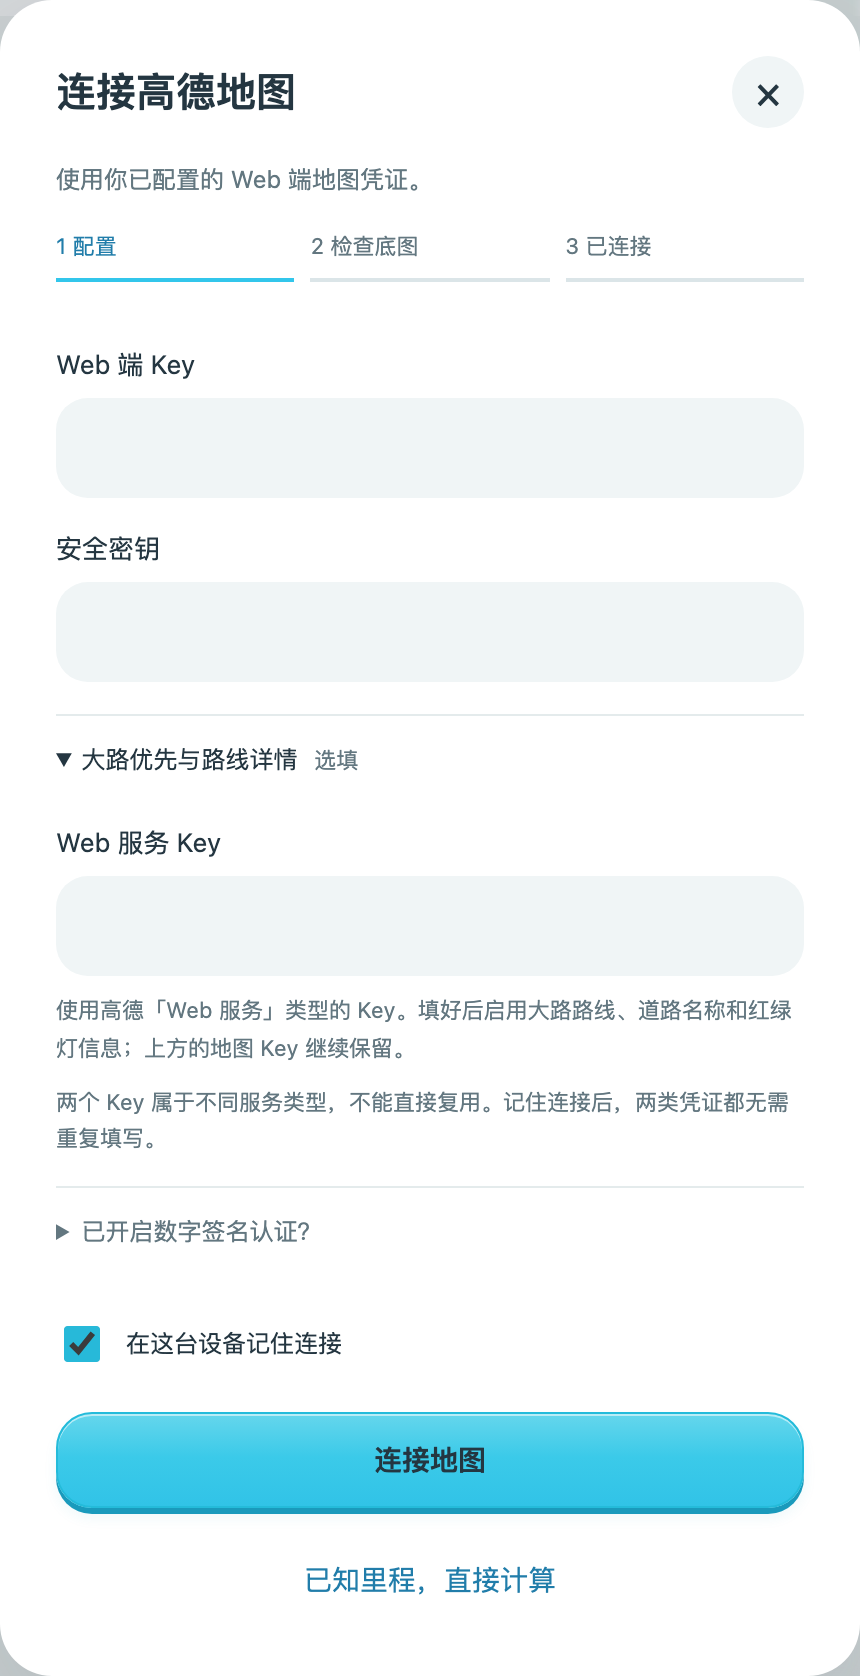 连接高德地图
使用你已配置的 Web 端地图凭证。
1 配置
2 检查底图
3 已连接
Web 端 Key
安全密钥
大路优先与路线详情 选填
Web 服务 Key
使用高德「Web 服务」类型的 Key。填好后启用大路路线、道路名称和红绿
灯信息；上方的地图 Key 继续保留。
两个 Key 属于不同服务类型，不能直接复用。记住连接后，两类凭证都无需
重复填写。
已开启数字签名认证?
在这台设备记住连接
连接地图
已知里程，直接计算